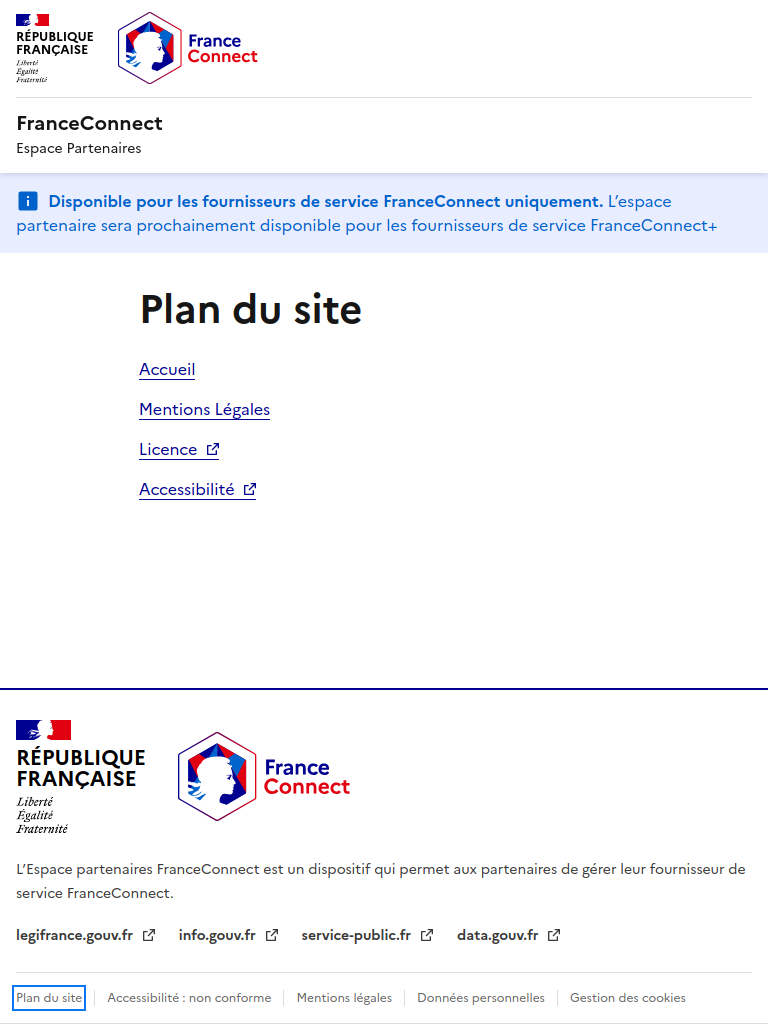 RÉPUBLIQUE
FRANÇAISE
Liberté
Égalité
Fraternité
France
Connect
FranceConnect
Espace Partenaires
Disponible pour les fournisseurs de service FranceConnect uniquement. L’espace
partenaire sera prochainement disponible pour les fournisseurs de service FranceConnect+
Plan du site
Accueil
Mentions Légales
Licence
Accessibilité
RÉPUBLIQUE
FRANÇAISE
Liberté
Égalité
Fraternité
France
Connect
L’Espace partenaires FranceConnect est un dispositif qui permet aux partenaires de gérer leur fournisseur de
service FranceConnect.
legifrance.gouv.fr info.gouv.fr service-public.fr data.gouv.fr
Plan du site Accessibilité : non conforme Mentions légales Données personnelles Gestion des cookies